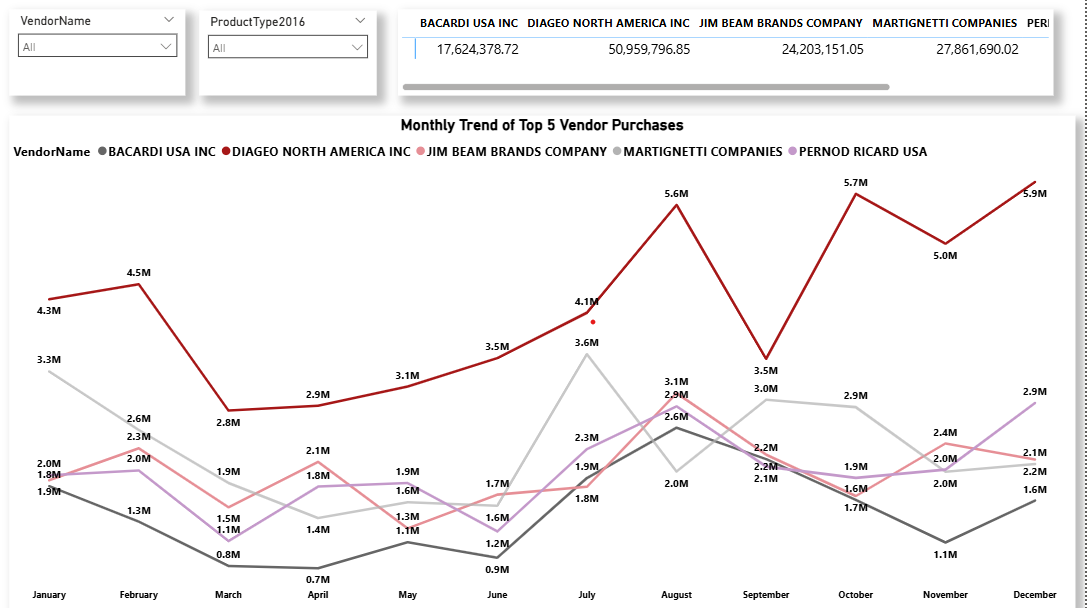 VendorName
ProductType2016
All
All
BACARDI USA INC DIAGEO NORTH AMERICA INC JIM BEAM BRANDS COMPANY MARTIGNETTI COMPANIES
17,624,378.72 50,959,796.85 24,203,151.05 27,861,690.02
Monthly Trend of Top 5 Vendor Purchases
VendorName BACARDI USA INC DIAGEO NORTH AMERICA INC JIM BEAM BRANDS COMPANY MARTIGNETTI COMPANIES PERNOD RICARD USA
5.7M
5.6M 5.9M
5.0M
4.5M
4.3M 4.1M
3.6M
3.5M
3.3M 3.5M
3.1M 3.1M 3.0M
2.9M 2.9M 2.9M 2.9M
2.8M
2.6M 2.6M
2.3M 2.3M 2.4M
2.0M 2.0M 2.1M 2.2M 2.0M 2.1M
1.8M 1.9M 1.8M 1.9M 1.9M 2.2M 1.9M 2.2M
1.9M 1.7M 1.8M 2.0M 2.1M 1.6M 2.0M 1.6M
1.3M 1.5M 1.4M 1.6M 1.6M 1.7M
1.1M 1.3M
0.8M 1.1M 1.2M 1.1M
0.7M 0.9M
January February March April May June July August September October November December